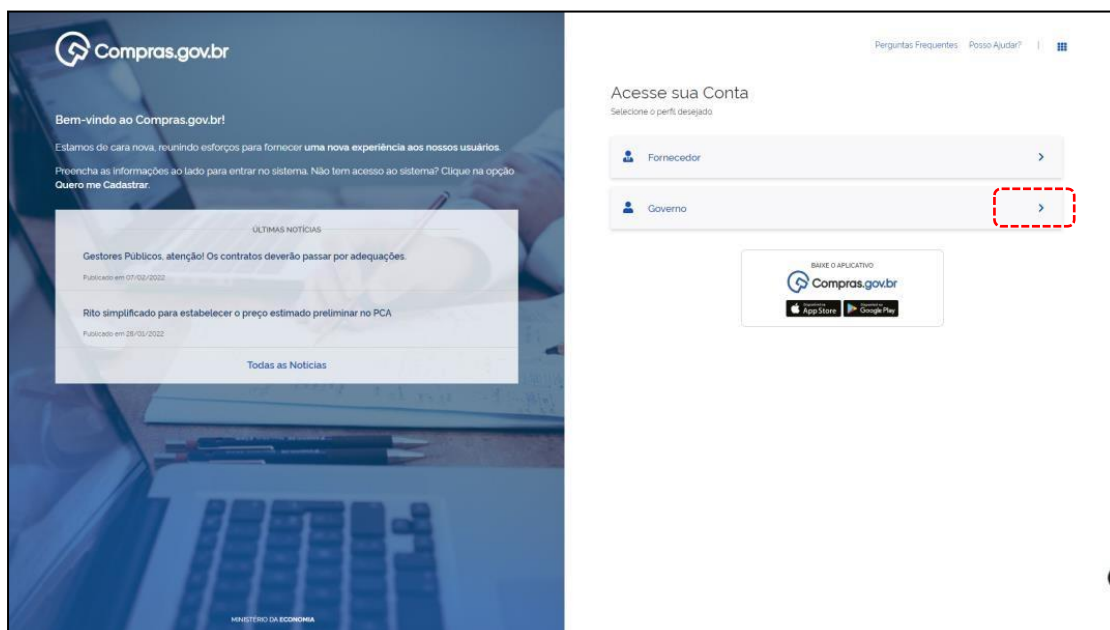 Compras.gov.br
Bem-vindo ao Compras.gov.br!
Estamos de cara nova, reunindo esforços para fornecer uma nova experiência aos nossos usuários.
Preencha as informações ao lado para entrar no sistema. Não tem acesso ao sistema? Clique na opção
Quero me Cadastrar.
ÚLTIMAS NOTÍCIAS
Gestores Públicos, atenção! Os contratos deverão passar por adequações.
Publicado em 07/02/2022
Rito simplificado para estabelecer o preço estimado preliminar no PCA
Publicado em 28/01/2022
Todas as Notícias
MINISTÉRIO DA ECONOMIA
Perguntas Frequentes Posso Ajudar? |
Acesse sua Conta
Selecione o perfil desejado.
Fornecedor
Governo
BAIXE O APLICATIVO
Compras.gov.br
App Store
Google Play